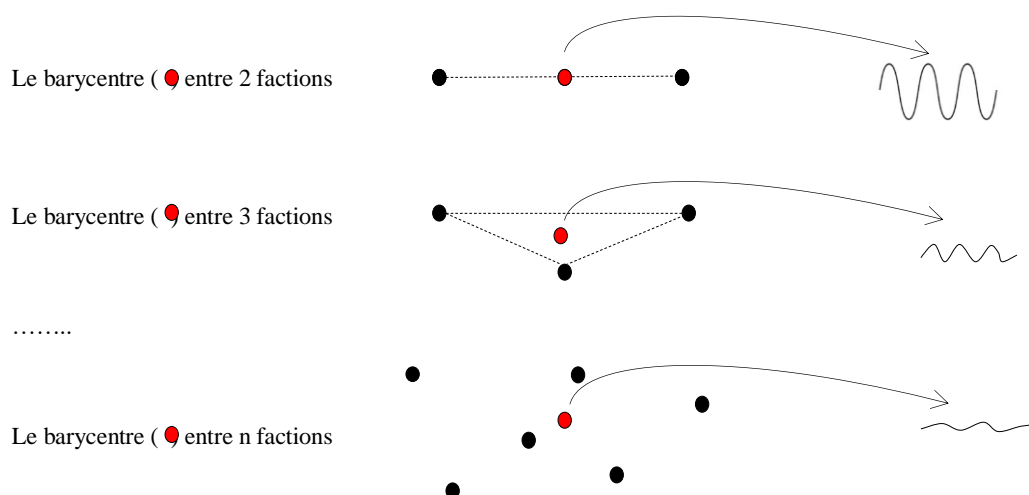 Le barycentre ( ) entre 2 factions
Le barycentre ( ) entre 3 factions
……..
Le barycentre ( ) entre n factions